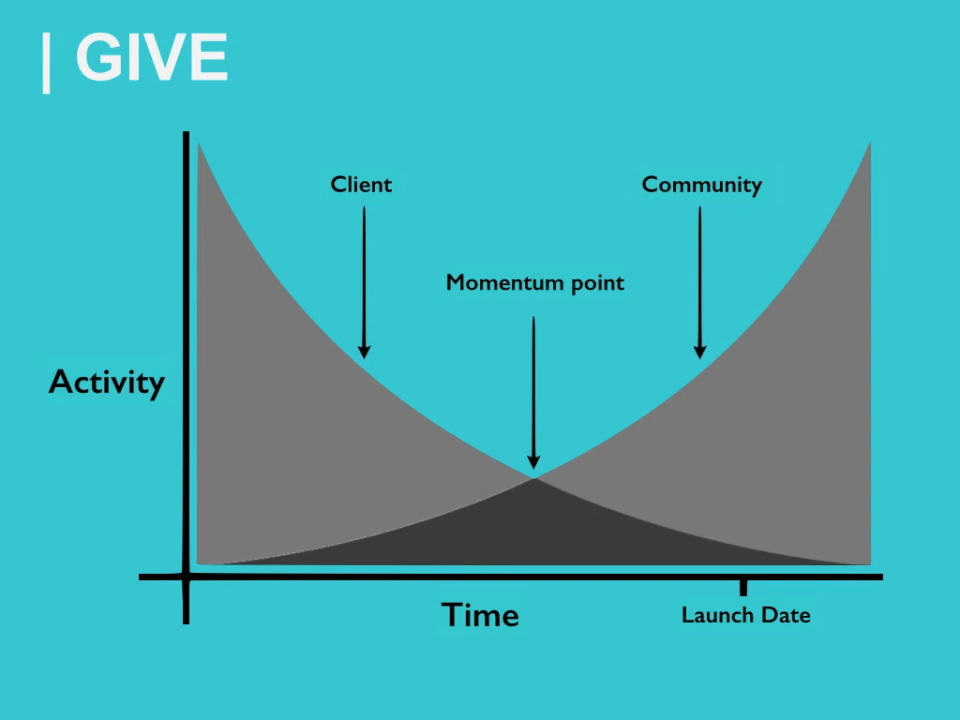 | GIVE
Client
Community
Momentum point
Activity
Time
Launch Date